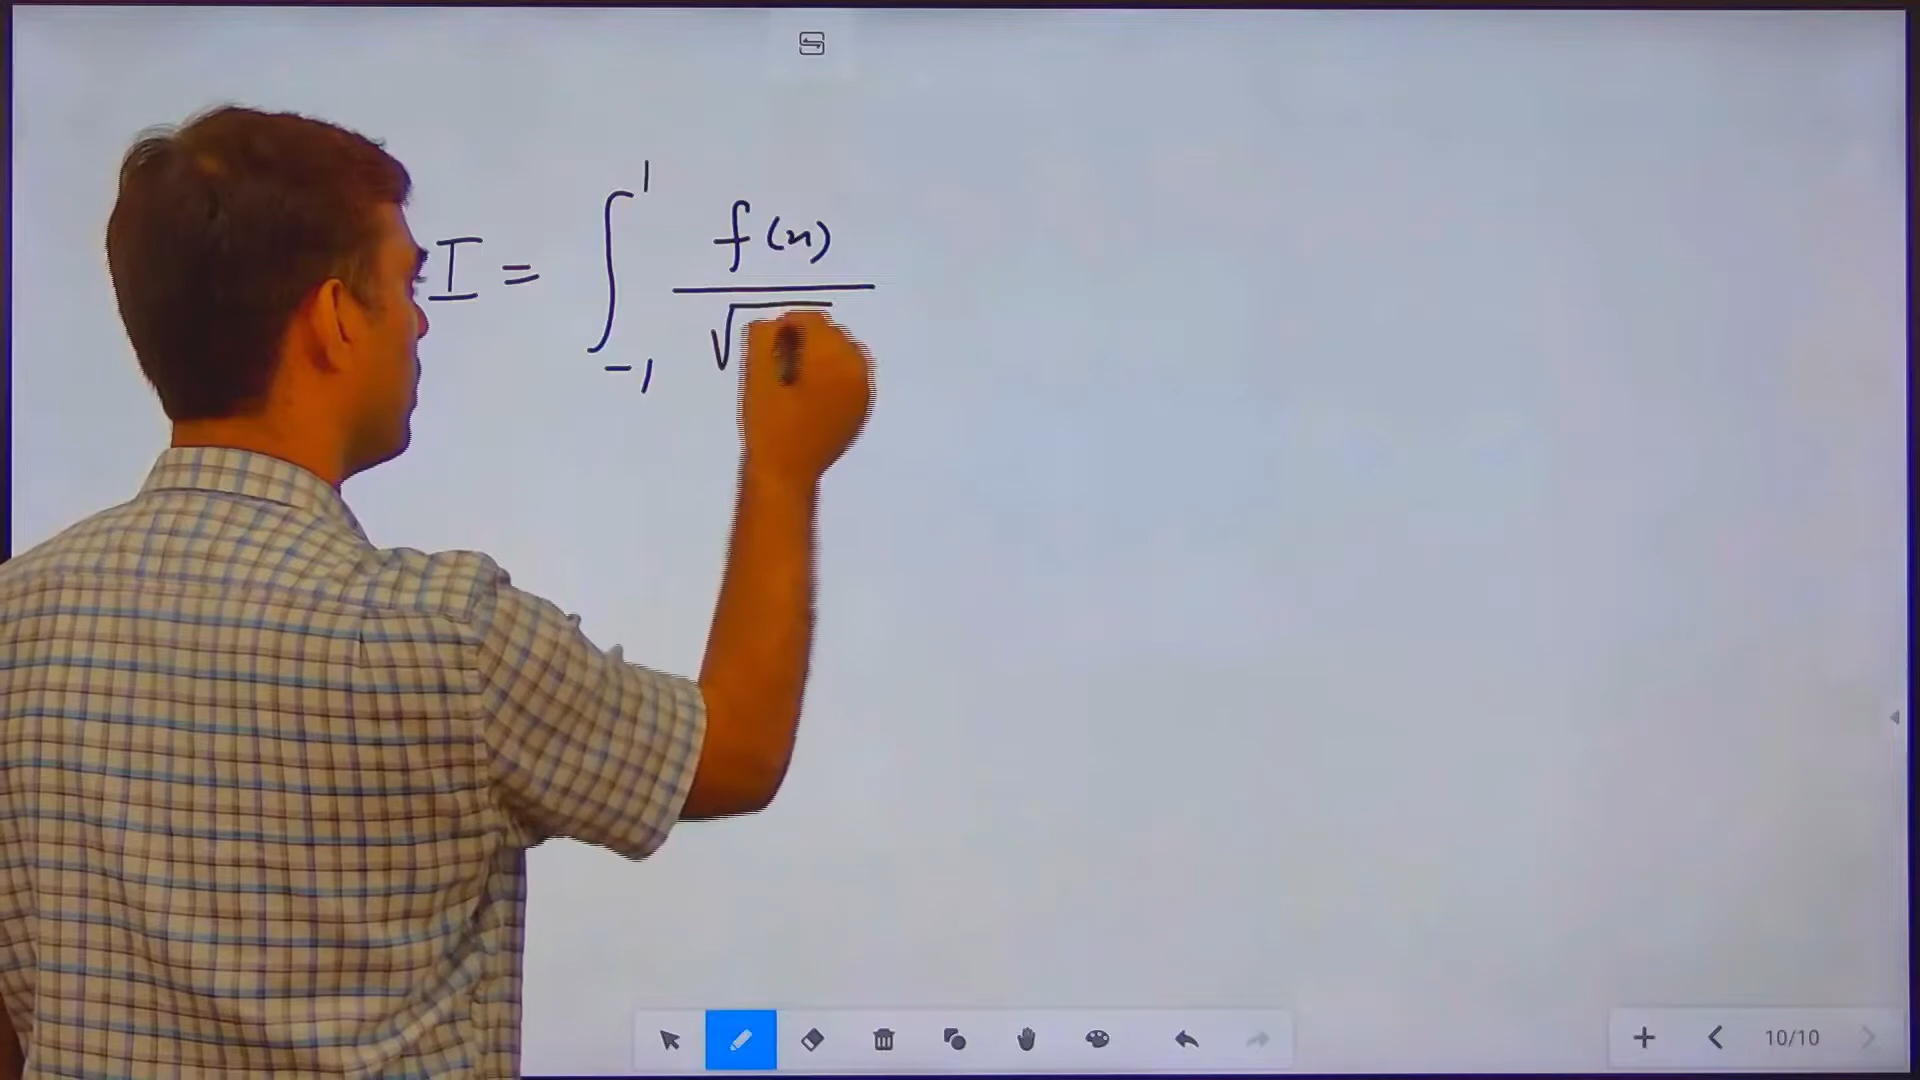 I = ∫_{-1}^{1} f(x) / √
10/10